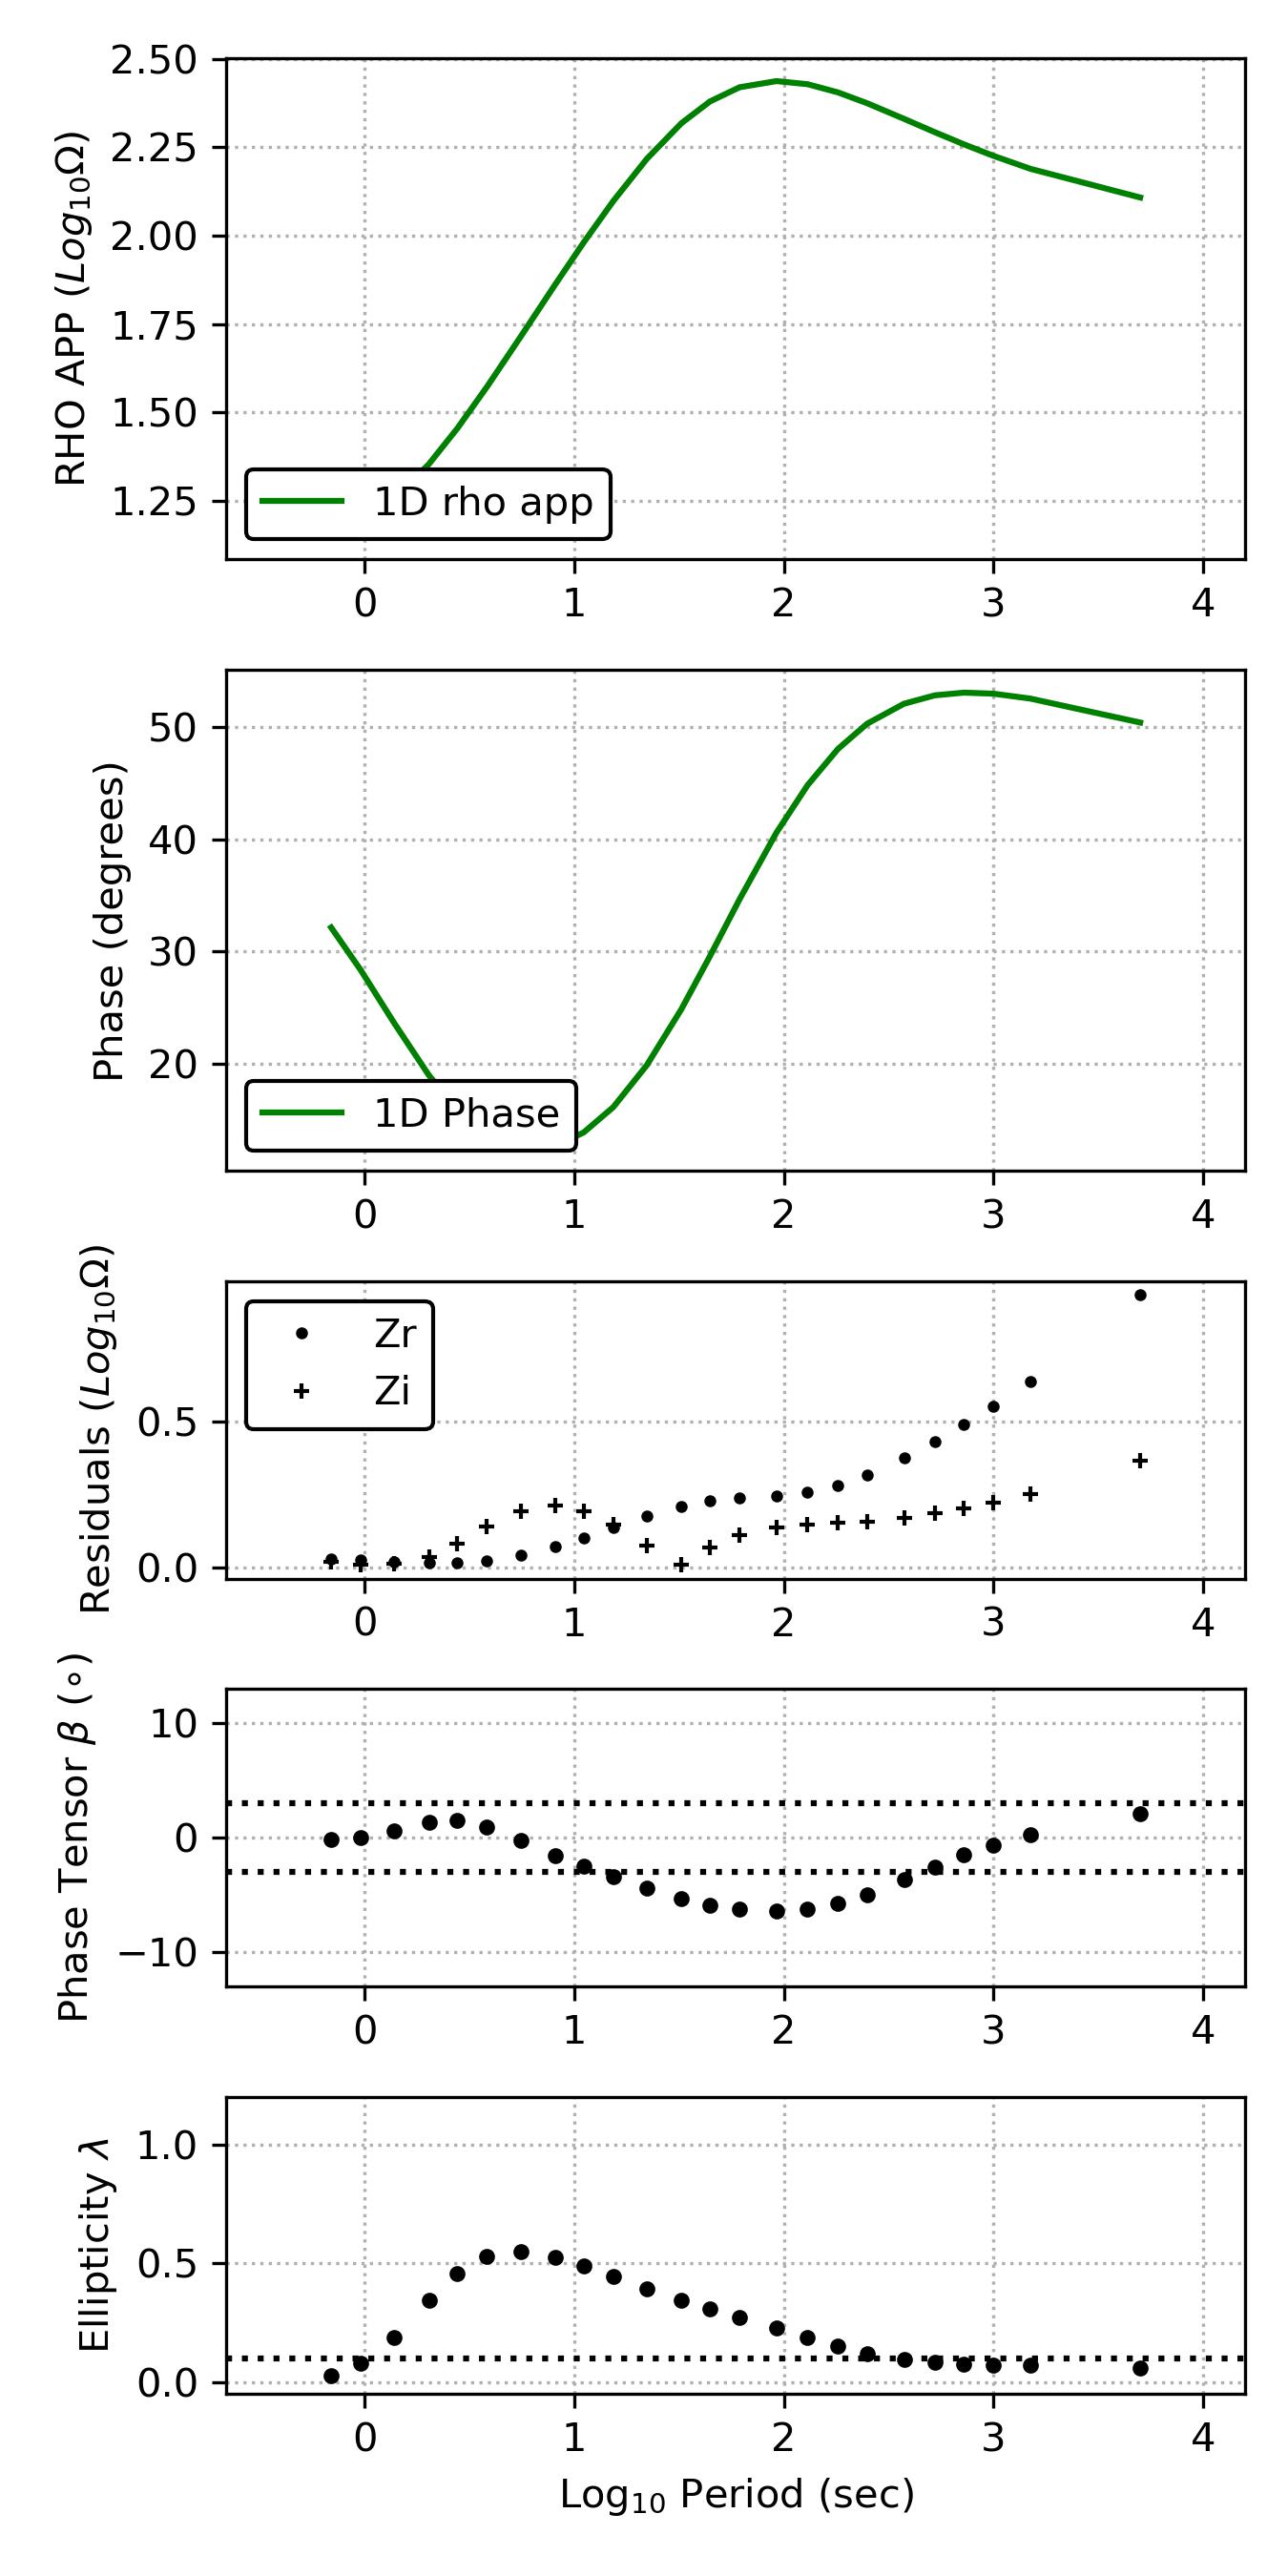 RHO APP (Log₁₀Ω)
2.50
2.25
2.00
1.75
1.50
1.25
1D rho app
0 1 2 3 4
Phase (degrees)
50
40
30
20
1D Phase
0 1 2 3 4
Residuals (Log₁₀Ω)
Zr
Zi
0.5
0.0
0 1 2 3 4
Phase Tensor β (∘)
10
0
−10
0 1 2 3 4
Ellipticity λ
1.0
0.5
0.0
0 1 2 3 4
Log₁₀ Period (sec)